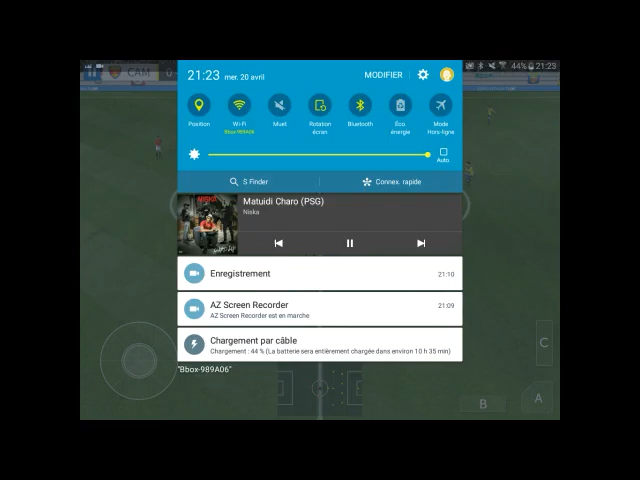 44% 21:23
CAM 0
21:23 mer. 20 avril MODIFIER
Position
Wi-Fi
Bbox-989A06
Muet
Rotation
écran
Bluetooth
Éco.
énergie
Mode
Hors-ligne
Auto.
S Finder
Connex. rapide
NISKA
Matuidi Charo (PSG)
Niska
Enregistrement 21:10
AZ Screen Recorder 21:09
AZ Screen Recorder est en marche
Chargement par câble
Chargement : 44 % (La batterie sera entièrement chargée dans environ 10 h 35 min)
"Bbox-989A06"
C
B
A